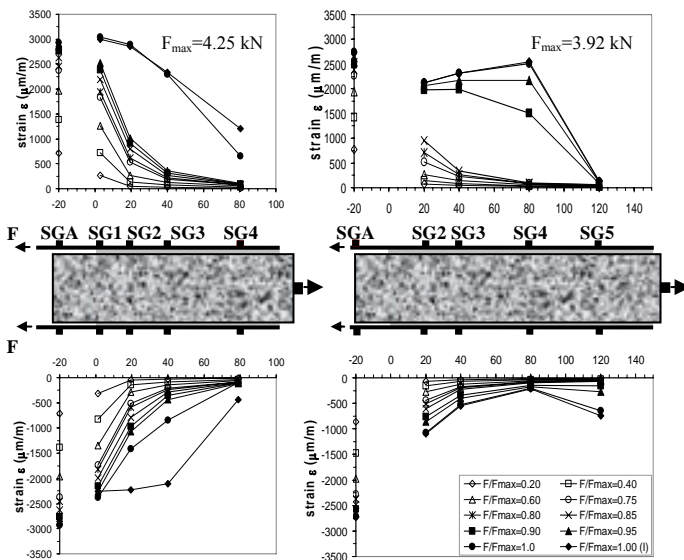 F_max=4.25 kN
strain ε (μm/m)
3500
3000
2500
2000
1500
1000
500
0
-20 0 20 40 60 80 100
F_max=3.92 kN
strain ε (μm/m)
3500
3000
2500
2000
1500
1000
500
0
-20 0 20 40 60 80 100 120 140
F SGA SG1 SG2 SG3 SG4
SGA SG2 SG3 SG4 SG5
F
strain ε (μm/m)
0
-500
-1000
-1500
-2000
-2500
-3000
-3500
-20 0 20 40 60 80 100
strain ε (μm/m)
0
-500
-1000
-1500
-2000
-2500
-3000
-3500
-20 0 20 40 60 80 100 120 140
F/Fmax=0.20 F/Fmax=0.40
F/Fmax=0.60 F/Fmax=0.75
F/Fmax=0.80 F/Fmax=0.85
F/Fmax=0.90 F/Fmax=0.95
F/Fmax=1.0 F/Fmax=1.00 (I)